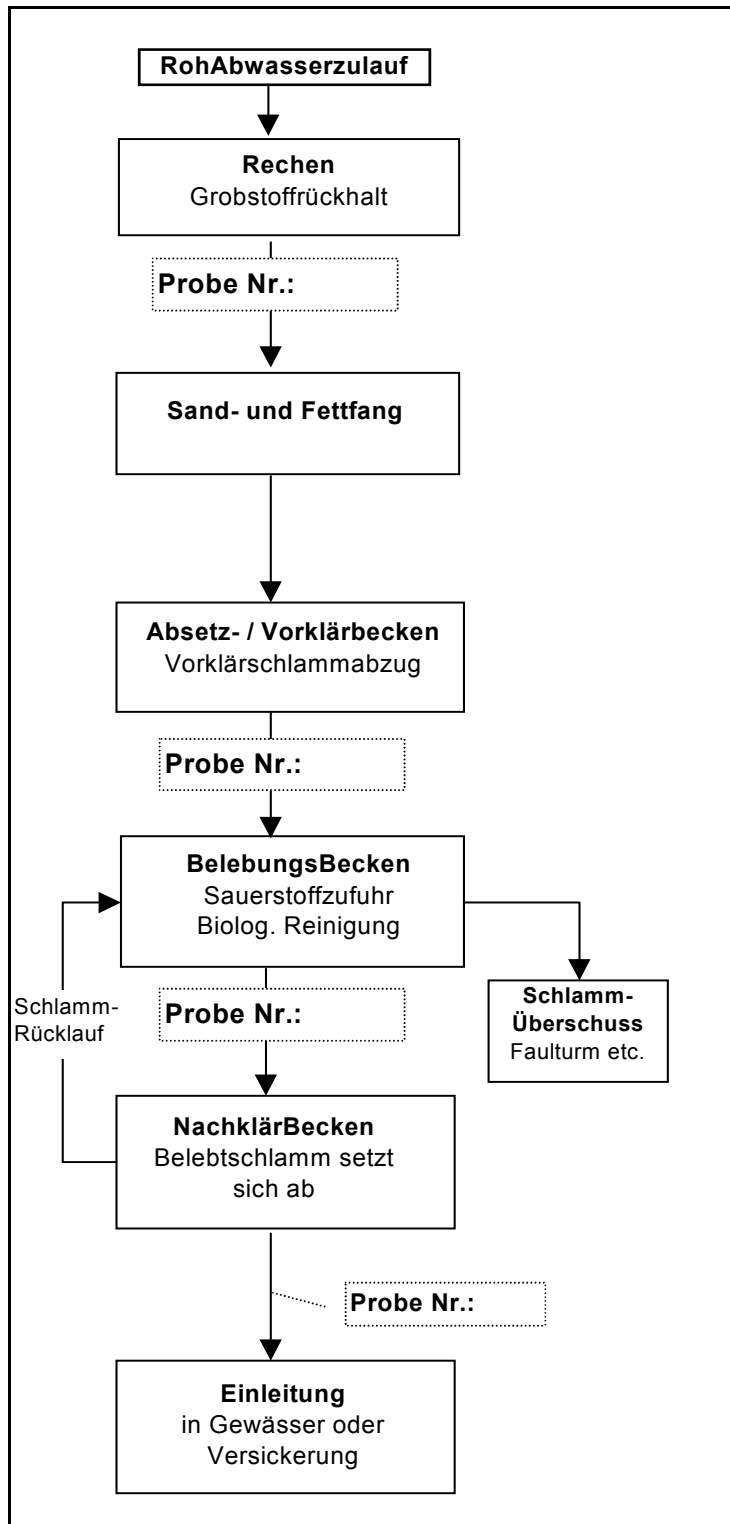 RohAbwasserzulauf
Rechen
Grobstoffrückhalt
Probe Nr.:
Sand- und Fettfang
Absetz- / Vorklärbecken
Vorklärschlammabzug
Probe Nr.:
BelebungsBecken
Sauerstoffzufuhr
Biolog. Reinigung
Schlamm-
Rücklauf
Probe Nr.:
Schlamm-
Überschuss
Faulturm etc.
NachklärBecken
Belebtschlamm setzt
sich ab
Probe Nr.:
Einleitung
in Gewässer oder
Versickerung